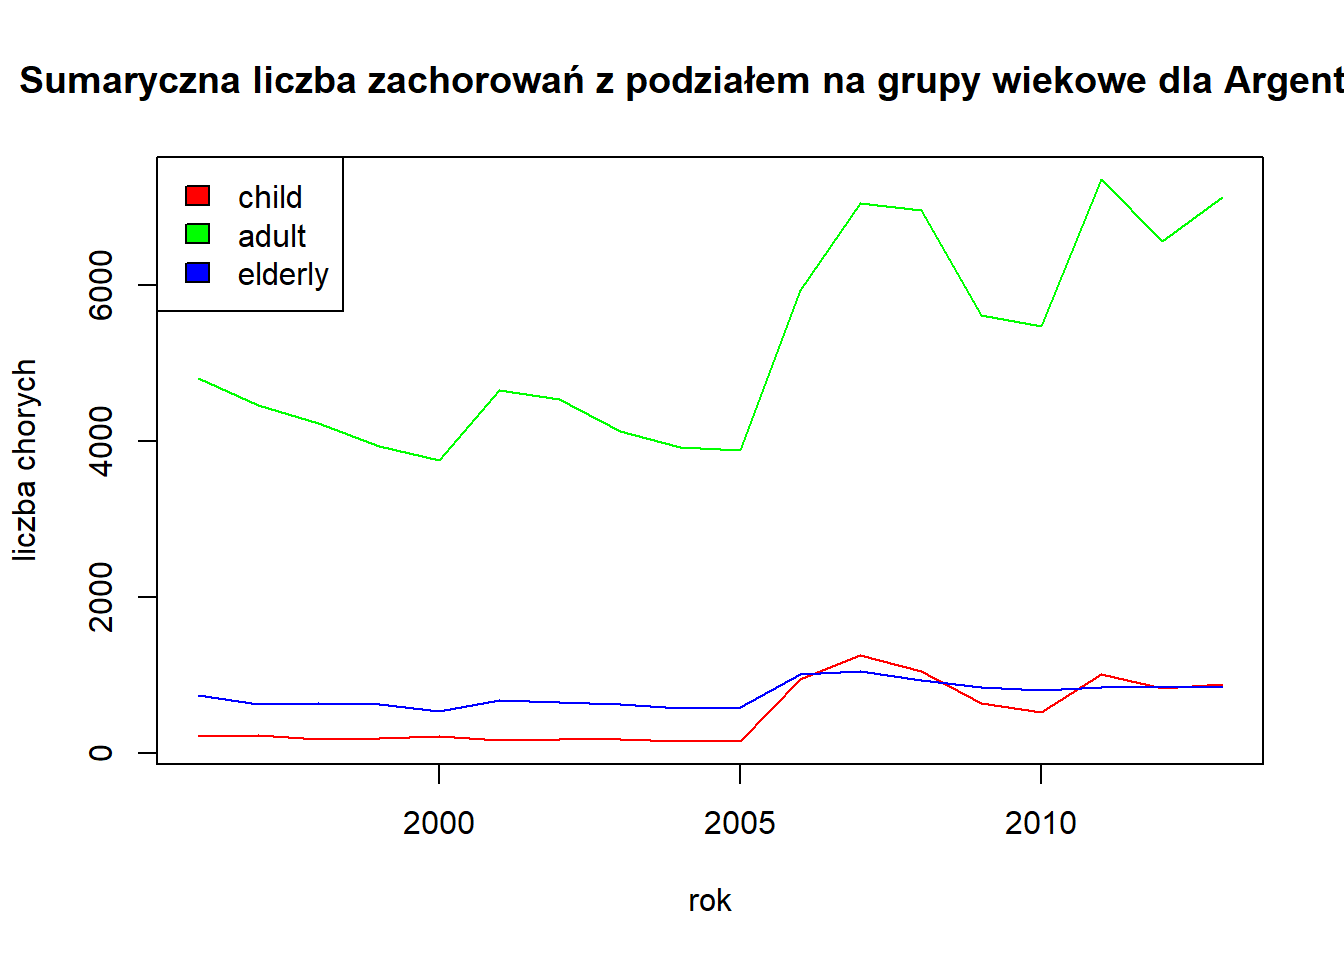 Sumaryczna liczba zachorowań z podziałem na grupy wiekowe dla Argent
child
adult
elderly
liczba chorych
6000
4000
2000
0
2000
2005
2010
rok